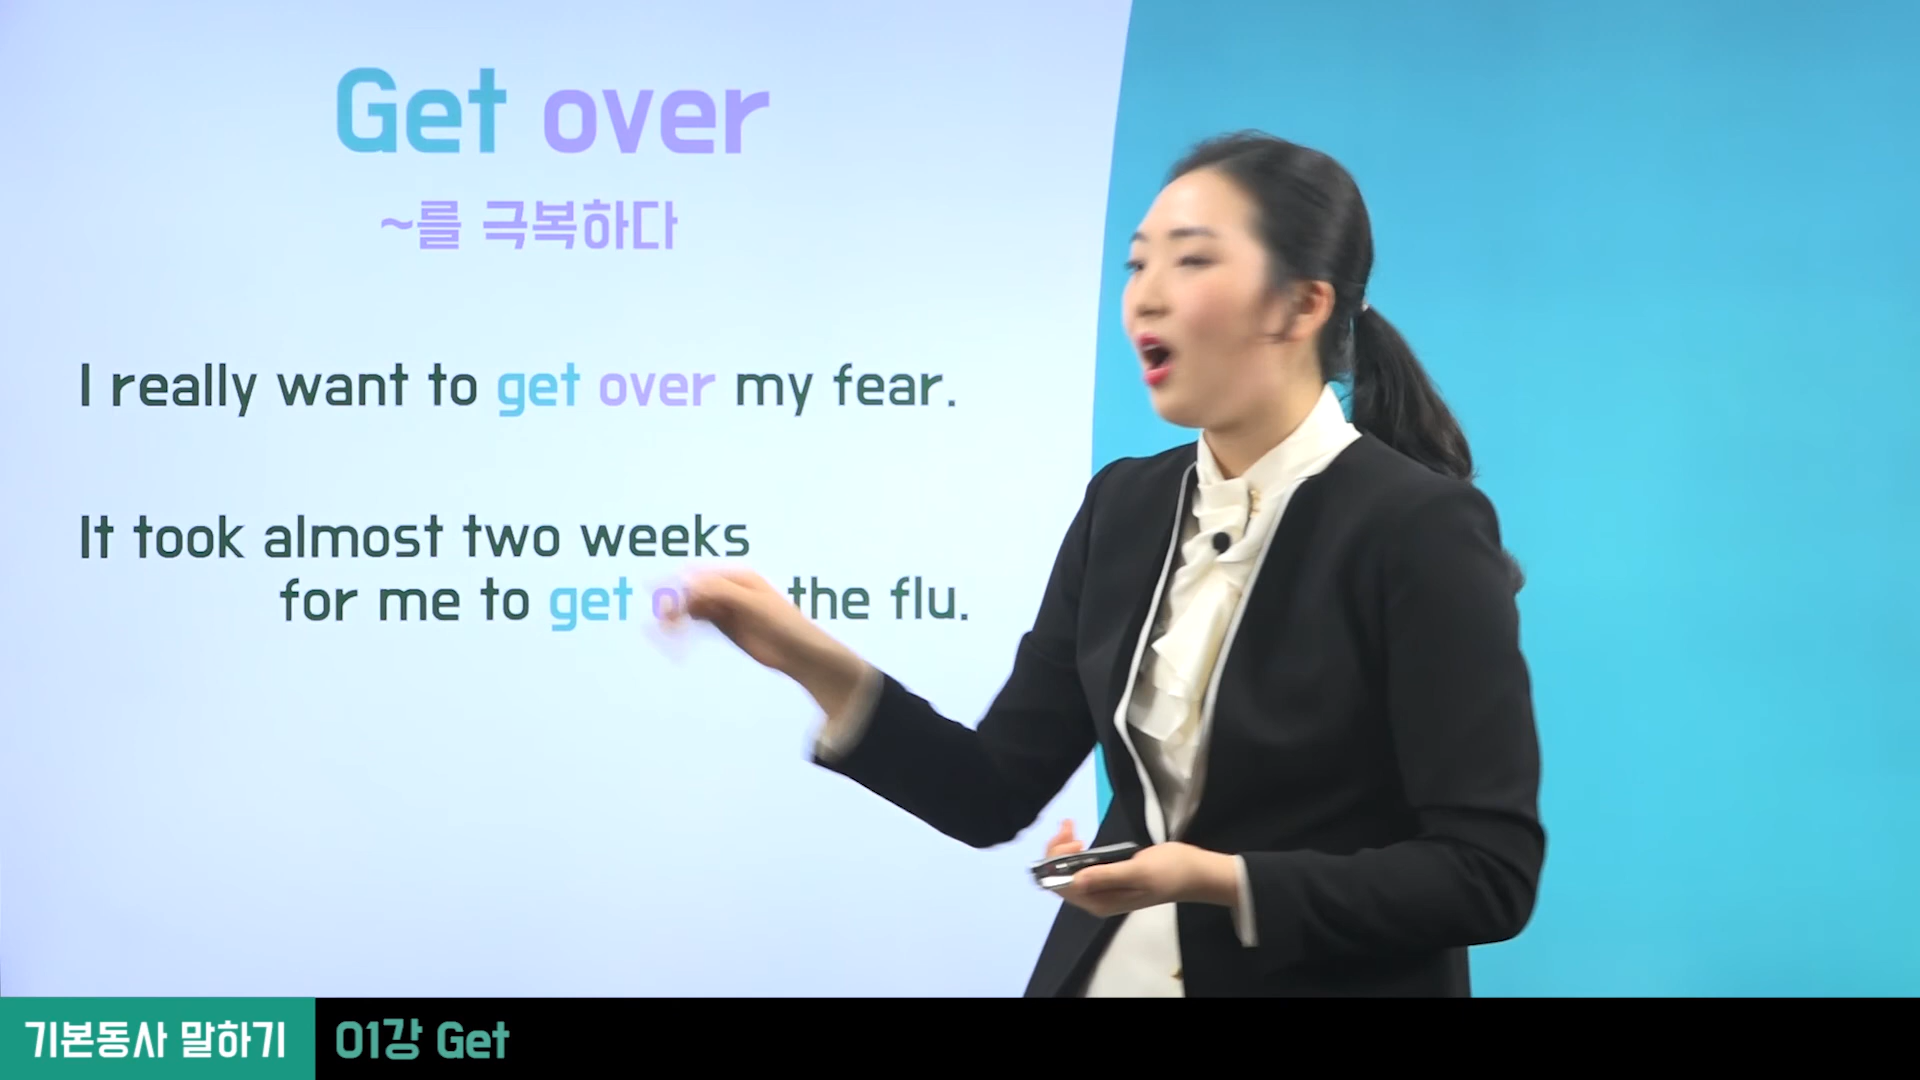 Get over
~를 극복하다
I really want to get over my fear.
It took almost two weeks
for me to get the flu.
기본동사 말하기
01강 Get